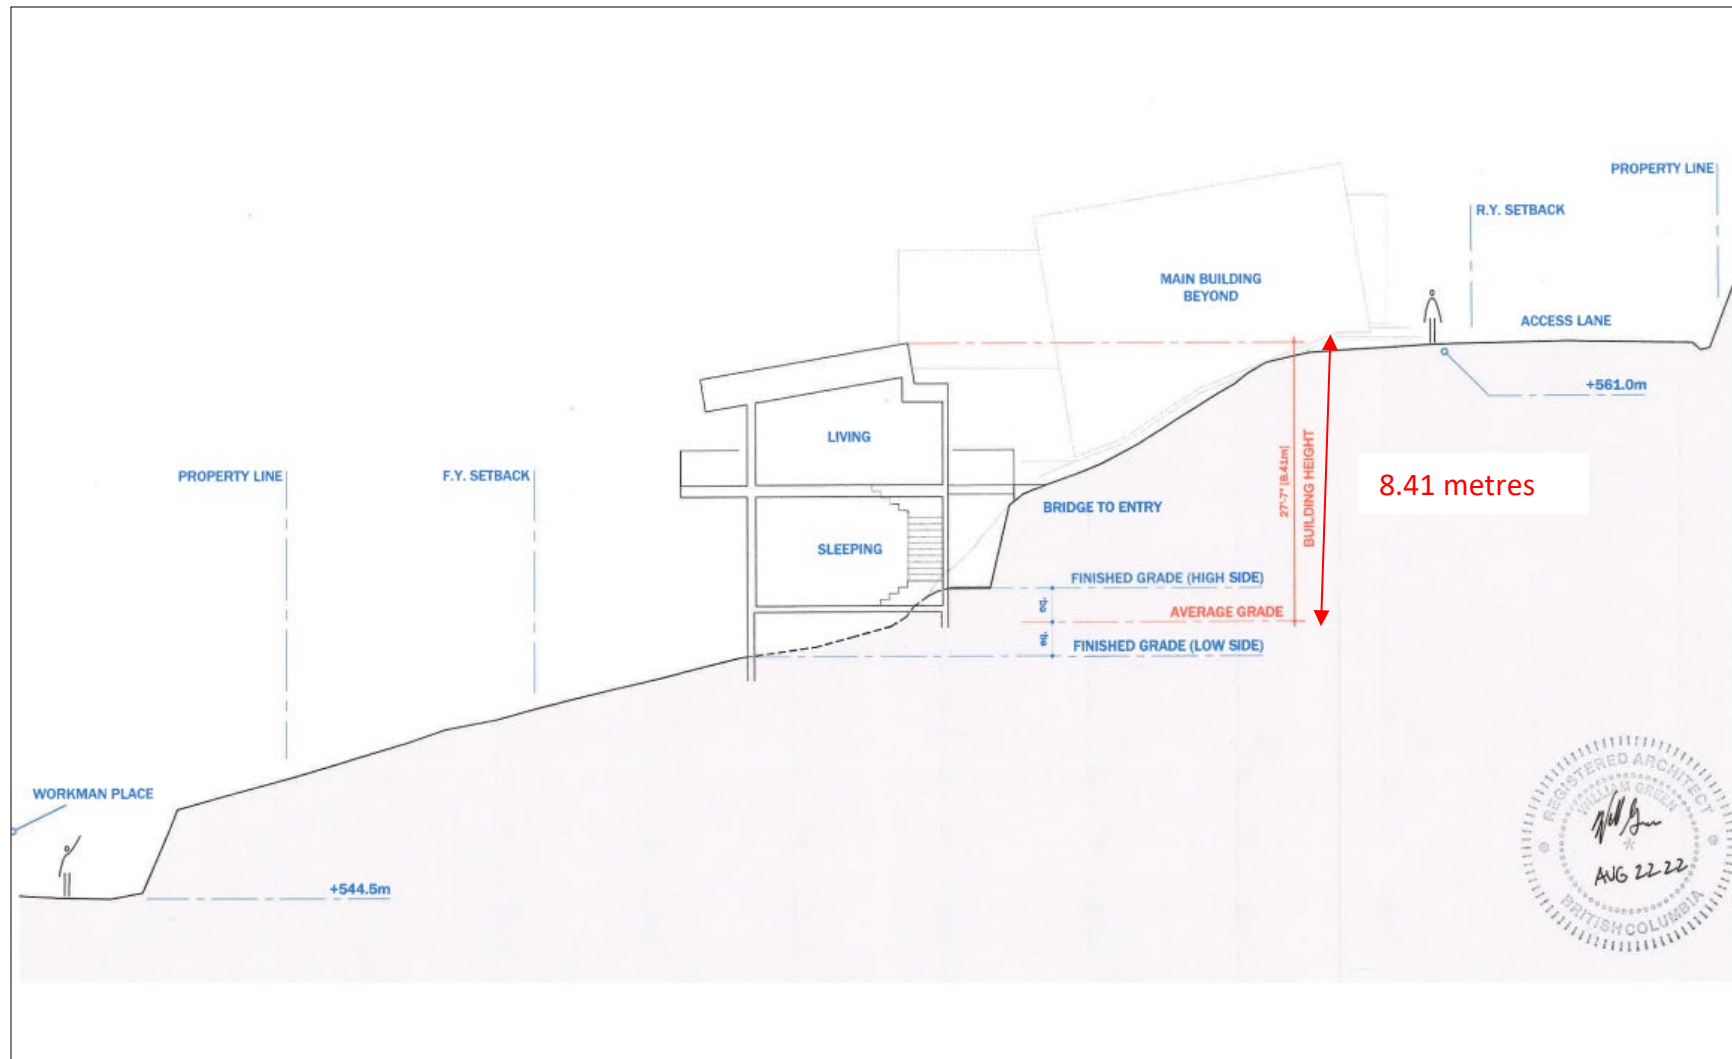 PROPERTY LINE
R.Y. SETBACK
MAIN BUILDING
BEYOND
ACCESS LANE
+561.0m
LIVING
PROPERTY LINE
F.Y. SETBACK
27'-7" [8.41m]
BUILDING HEIGHT
8.41 metres
BRIDGE TO ENTRY
SLEEPING
FINISHED GRADE (HIGH SIDE)
eq.
AVERAGE GRADE
eq.
FINISHED GRADE (LOW SIDE)
WORKMAN PLACE
+544.5m
REGISTERED ARCHITECT
WILLIAM GREEN
AUG 22 22
BRITISH COLUMBIA